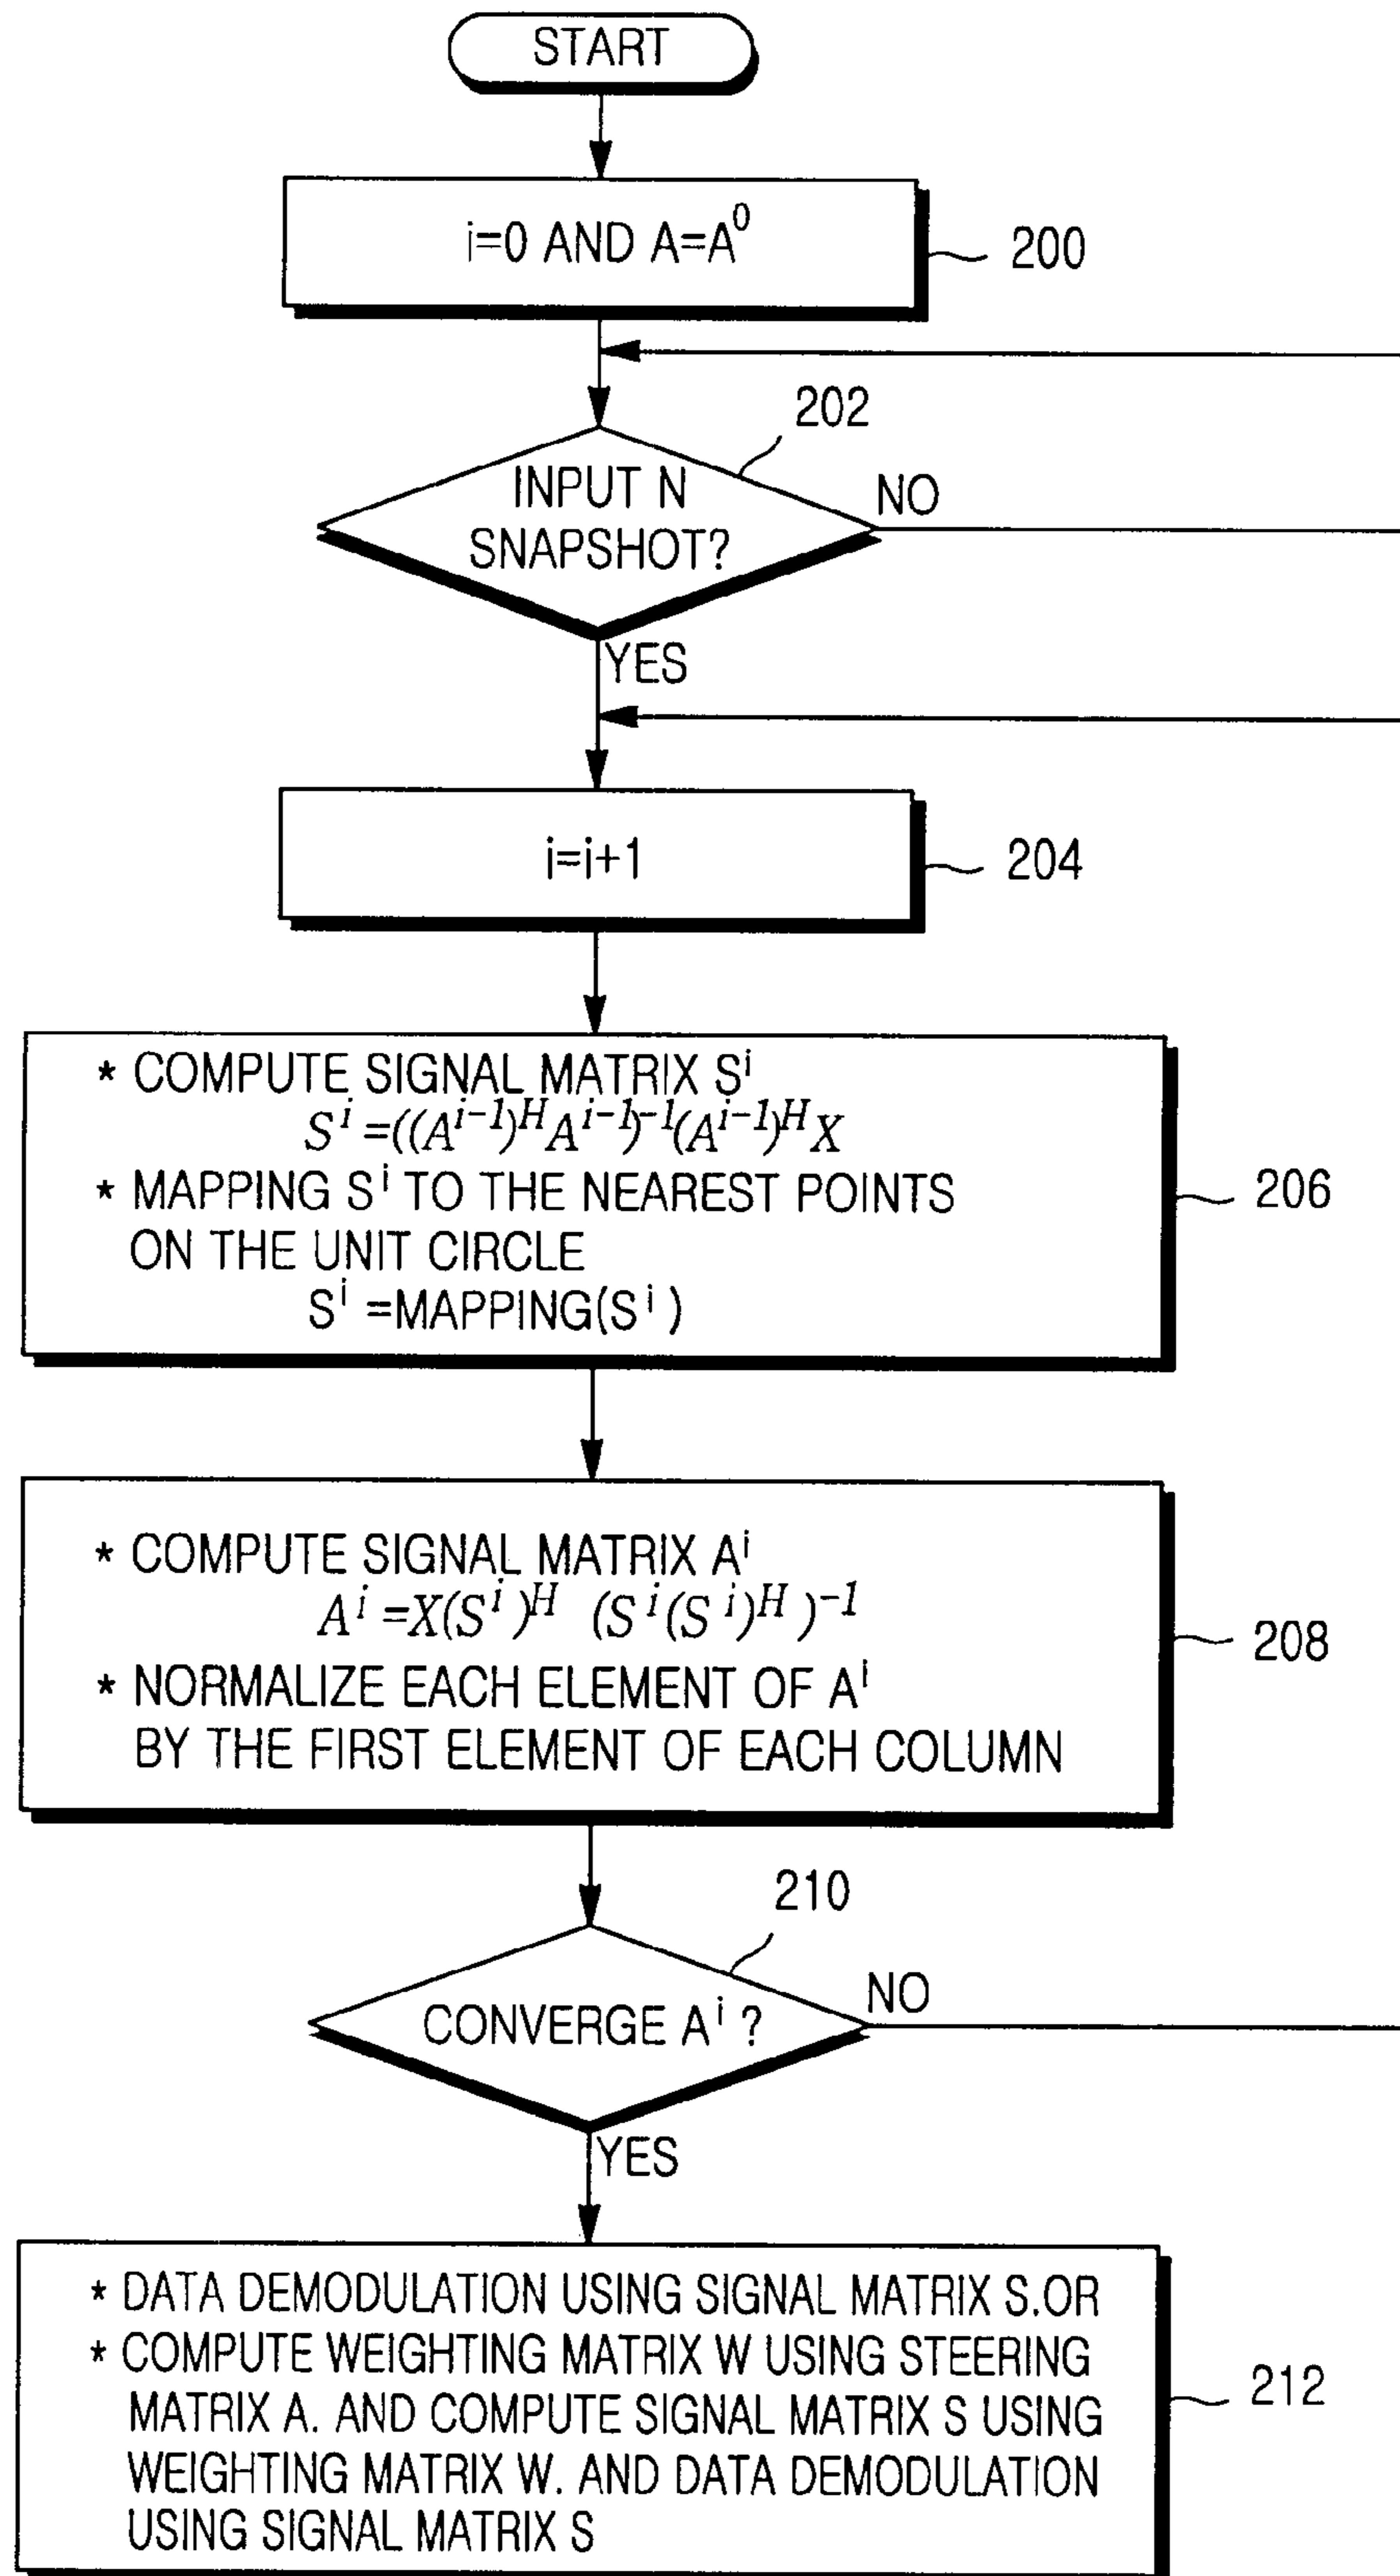 START
i=0 AND A=A⁰
200
202
INPUT N
SNAPSHOT?
NO
YES
i=i+1
204
* COMPUTE SIGNAL MATRIX Sⁱ
Sⁱ=((Aⁱ⁻¹)ᴴAⁱ⁻¹)⁻¹(Aⁱ⁻¹)ᴴX
* MAPPING Sⁱ TO THE NEAREST POINTS
ON THE UNIT CIRCLE
Sⁱ =MAPPING(Sⁱ)
206
* COMPUTE SIGNAL MATRIX Aⁱ
Aⁱ=X(Sⁱ)ᴴ (Sⁱ(Sⁱ)ᴴ)⁻¹
* NORMALIZE EACH ELEMENT OF Aⁱ
BY THE FIRST ELEMENT OF EACH COLUMN
208
210
CONVERGE Aⁱ ?
NO
YES
* DATA DEMODULATION USING SIGNAL MATRIX S.OR
* COMPUTE WEIGHTING MATRIX W USING STEERING
MATRIX A. AND COMPUTE SIGNAL MATRIX S USING
WEIGHTING MATRIX W. AND DATA DEMODULATION
USING SIGNAL MATRIX S
212